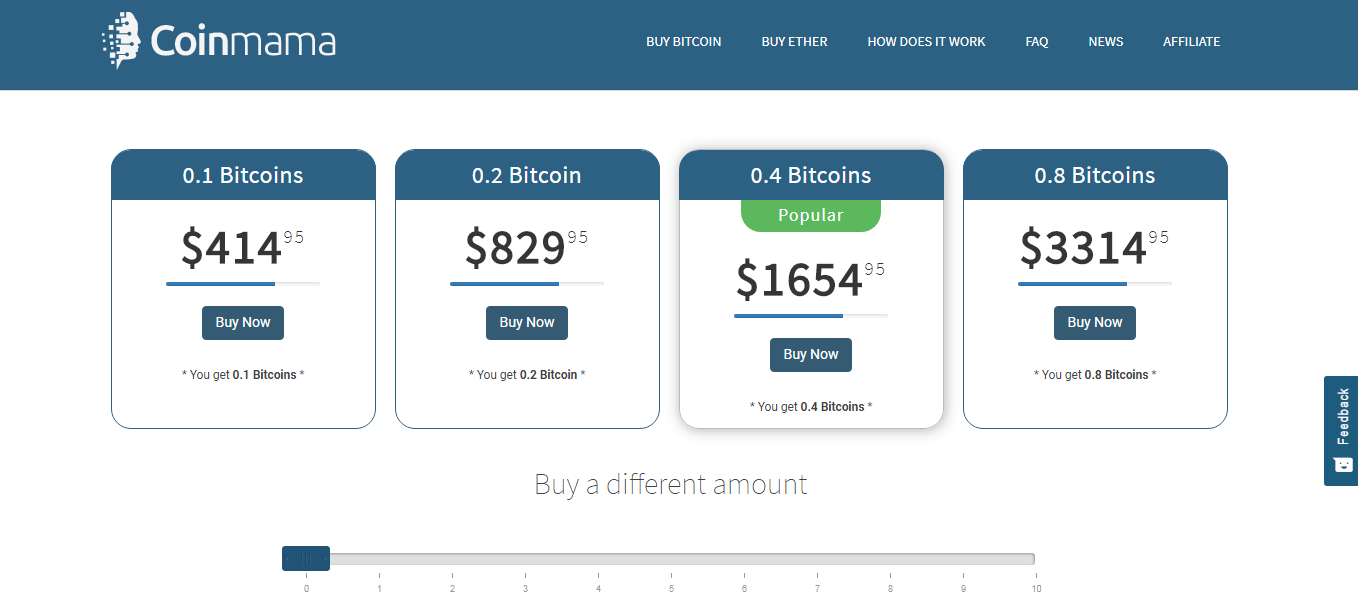 Coinmama
BUY BITCOIN BUY ETHER HOW DOES IT WORK FAQ NEWS AFFILIATE
0.1 Bitcoins
$414 95
Buy Now
* You get 0.1 Bitcoins *
0.2 Bitcoin
$829 95
Buy Now
* You get 0.2 Bitcoin *
0.4 Bitcoins
Popular
$1654 95
Buy Now
* You get 0.4 Bitcoins *
0.8 Bitcoins
$3314 95
Buy Now
* You get 0.8 Bitcoins *
Feedback
Buy a different amount
0 1 2 3 4 5 6 7 8 9 10